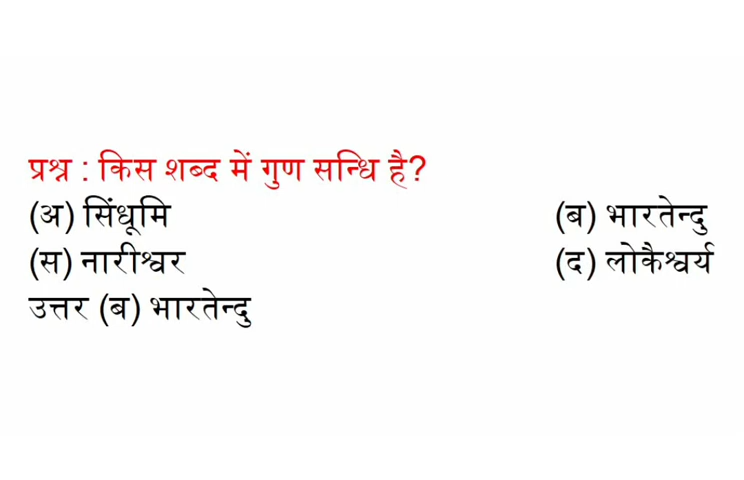 प्रश्न : किस शब्द में गुण सन्धि है?
(अ) सिंधूमि (ब) भारतेन्दु
(स) नारीश्वर (द) लोकैश्वर्य
उत्तर (ब) भारतेन्दु